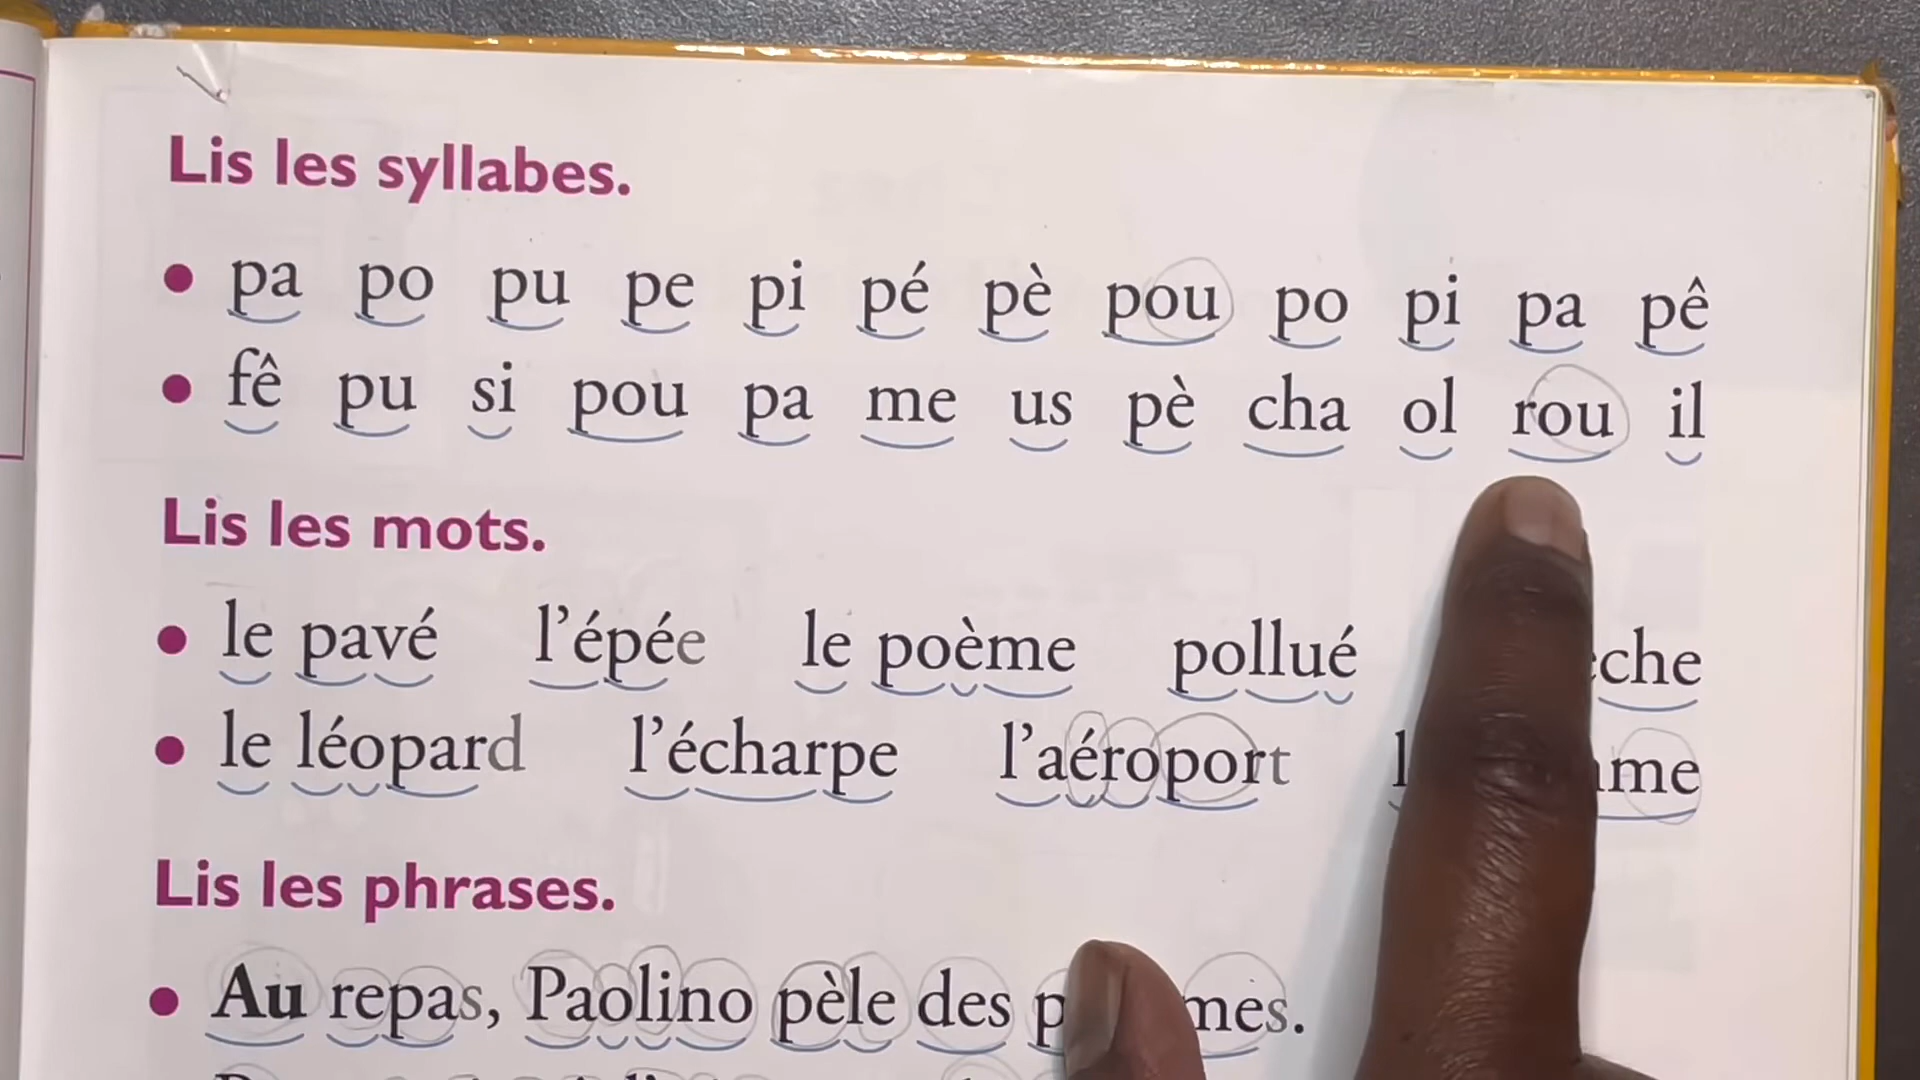 Lis les syllabes.
• pa po pu pe pi pé pè pou po pi pa pê
• fê pu si pou pa me us pè cha ol rou il
Lis les mots.
• le pavé l'épée le poème pollué
• le léopard l'écharpe l'aéroport
Lis les phrases.
• Au repas, Paolino pèle des